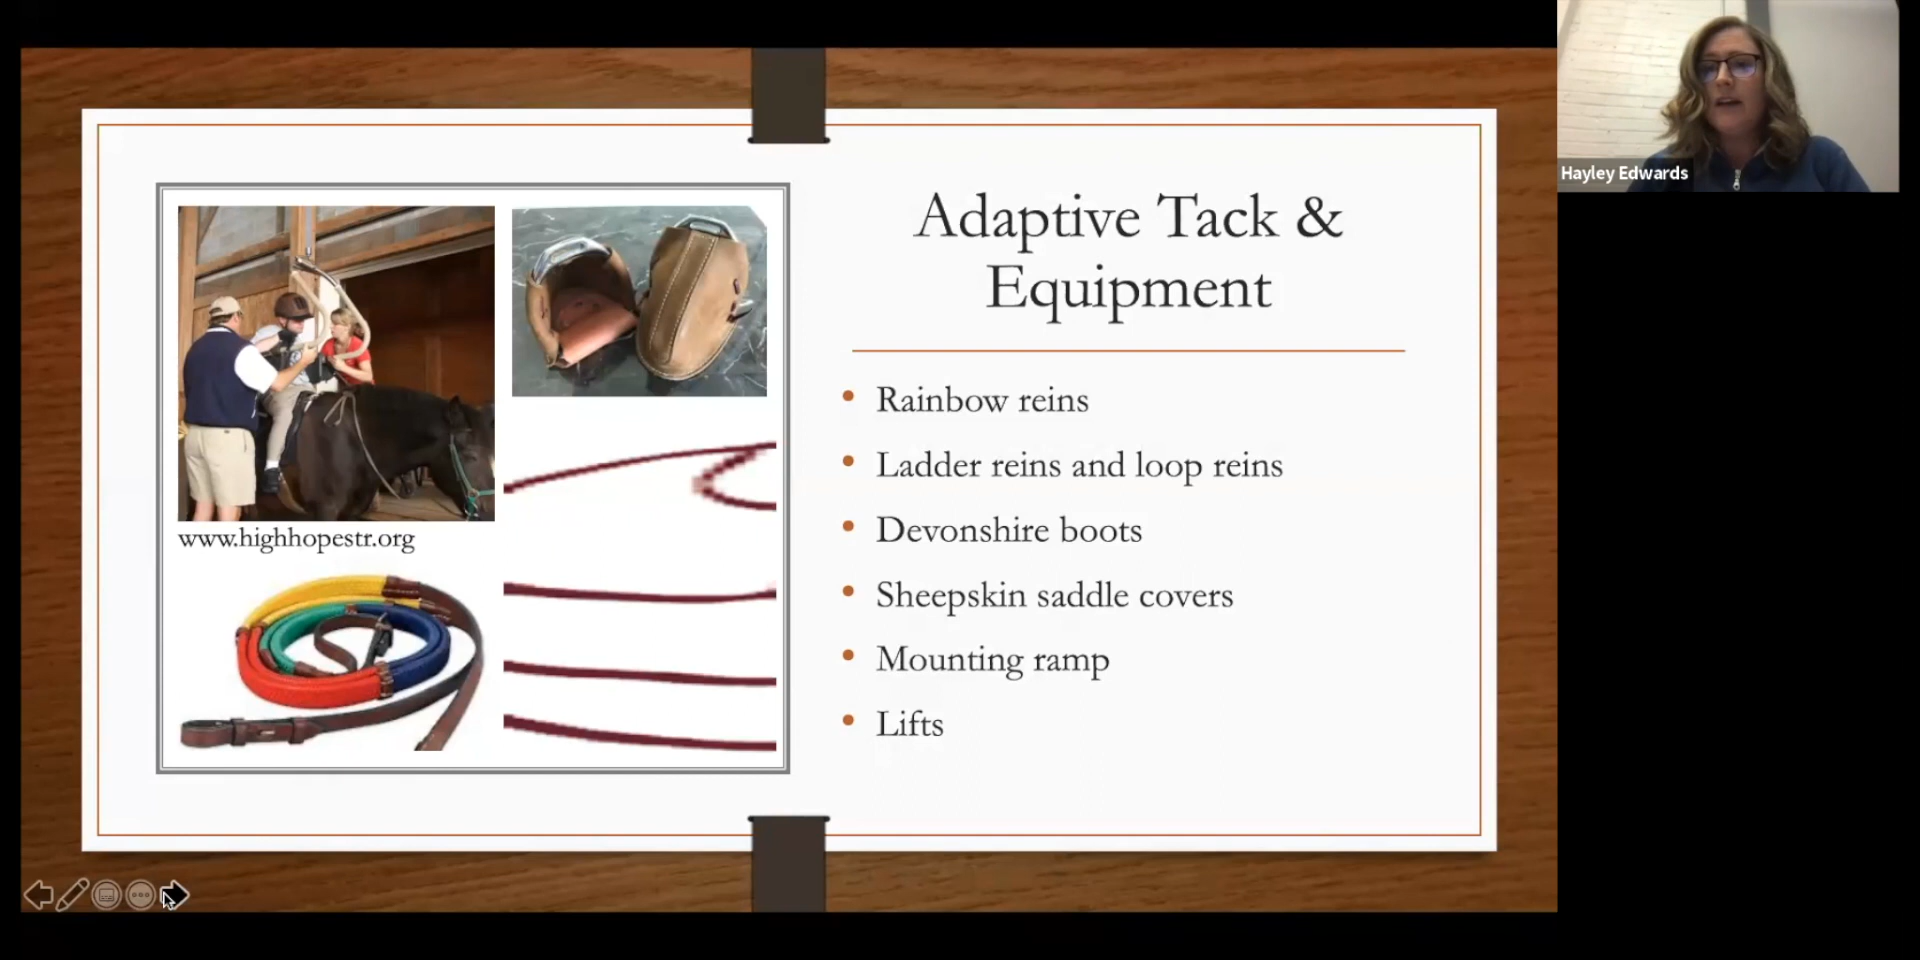 Hayley Edwards
Adaptive Tack &
Equipment
www.highhopestr.org
Rainbow reins
Ladder reins and loop reins
Devonshire boots
Sheepskin saddle covers
Mounting ramp
Lifts